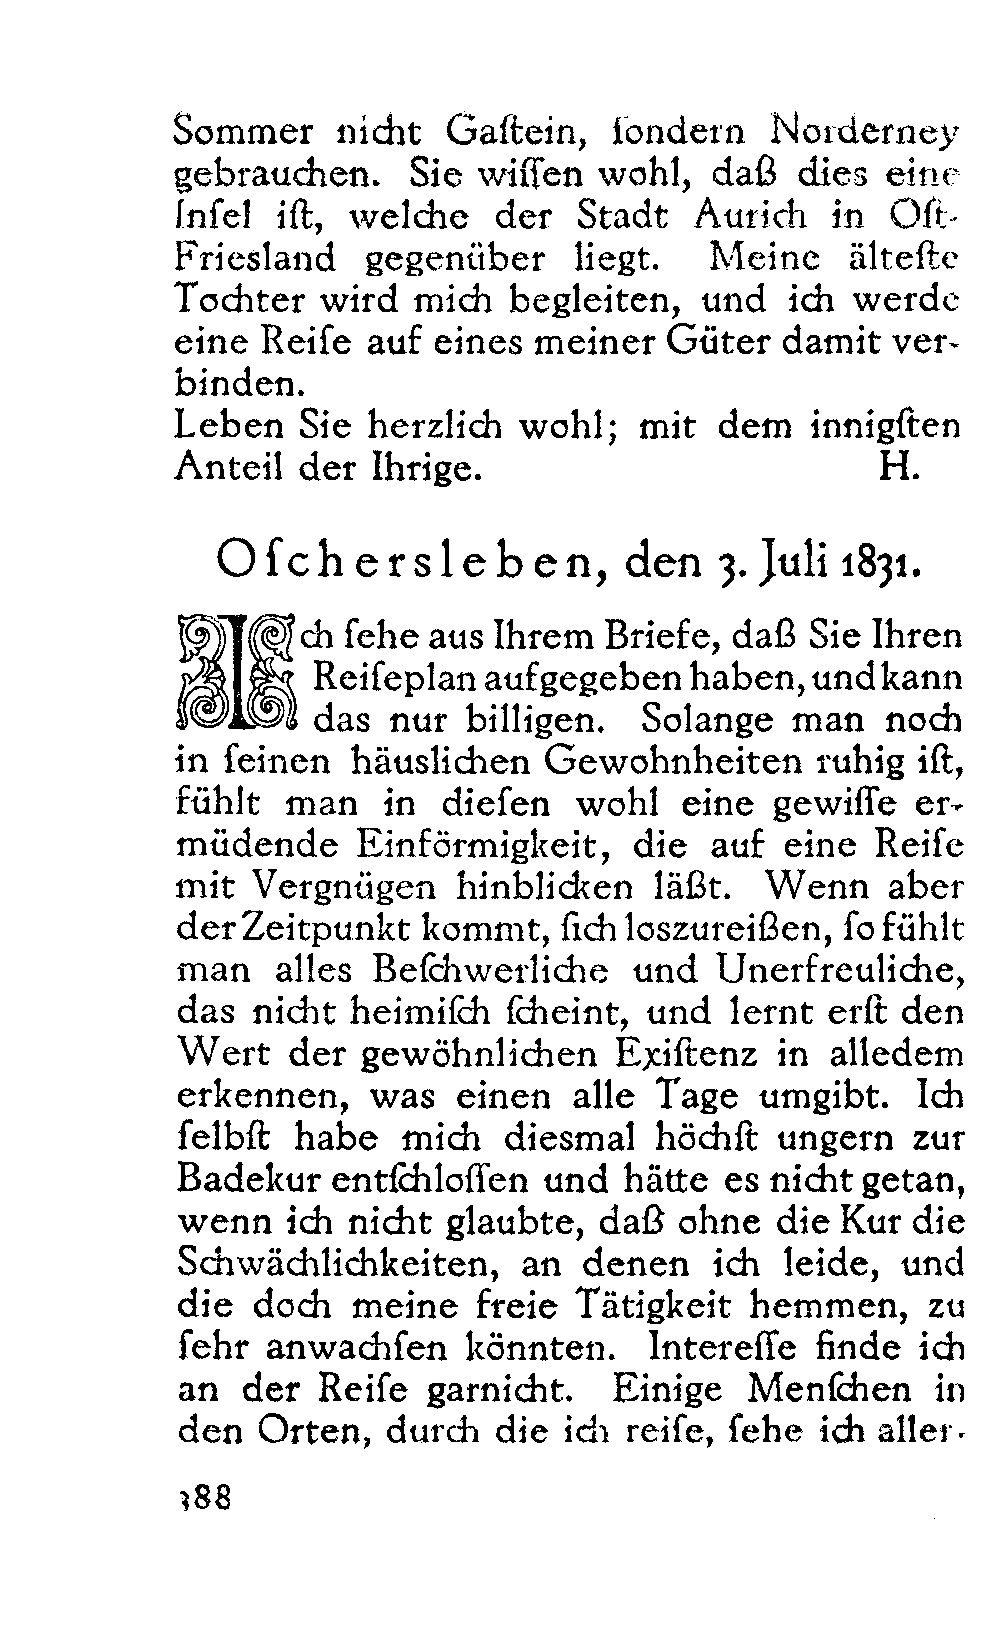 Sommer nicht Gaſtein, ſondern Norderney
gebrauchen. Sie wiſſen wohl, daß dies eine
Inſel iſt, welche der Stadt Aurich in Oſt-
Friesland gegenüber liegt. Meine älteſte
Tochter wird mich begleiten, und ich werde
eine Reiſe auf eines meiner Güter damit ver-
binden.
Leben Sie herzlich wohl; mit dem innigſten
Anteil der Ihrige. H.
Oſchersleben, den 3. Juli 1831.
Ich ſehe aus Ihrem Briefe, daß Sie Ihren
Reiſeplan aufgegeben haben, und kann
das nur billigen. Solange man noch
in ſeinen häuslichen Gewohnheiten ruhig iſt,
fühlt man in dieſen wohl eine gewiſſe er-
müdende Einförmigkeit, die auf eine Reiſe
mit Vergnügen hinblicken läßt. Wenn aber
der Zeitpunkt kommt, ſich loszureißen, ſo fühlt
man alles Beſchwerliche und Unerfreuliche,
das nicht heimiſch ſcheint, und lernt erſt den
Wert der gewöhnlichen Exiſtenz in alledem
erkennen, was einen alle Tage umgibt. Ich
ſelbſt habe mich diesmal höchſt ungern zur
Badekur entſchloſſen und hätte es nicht getan,
wenn ich nicht glaubte, daß ohne die Kur die
Schwächlichkeiten, an denen ich leide, und
die doch meine freie Tätigkeit hemmen, zu
ſehr anwachſen könnten. Intereſſe finde ich
an der Reiſe garnicht. Einige Menſchen in
den Orten, durch die ich reiſe, ſehe ich aller-
388